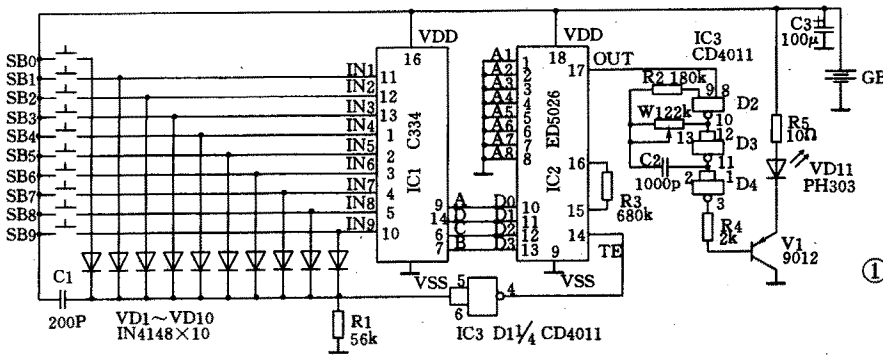 VDD
VDD
IC3
CD4011
C3 +
100μ
GB
SB0
SB1
SB2
SB3
SB4
SB5
SB6
SB7
SB8
SB9
IN1
IN2
IN3
IN4
IN5
IN6
IN7
IN8
IN9
16
11
12
13
1
2
3
4
5
10
C334
IC1
9 A
14 D
6 C
7 B
A1
A2
A3
A4
A5
A6
A7
A8
1
2
3
4
5
6
7
8
D0 10
D1 11
D2 12
D3 13
18
17
OUT
ED5026
IC2
16
15
14
TE
9
R3
680k
R2 180k
W122k
C2
1000p
9 8
D2
10
13 12
D3
11
2 1
D4
3
R4
2k
R5
10Ω
VD11
PH303
V1
9012
①
VSS
VSS
C1
200P
VD1～VD10
IN4148×10
R1
56k
5
6
4
IC3 D1¼ CD4011